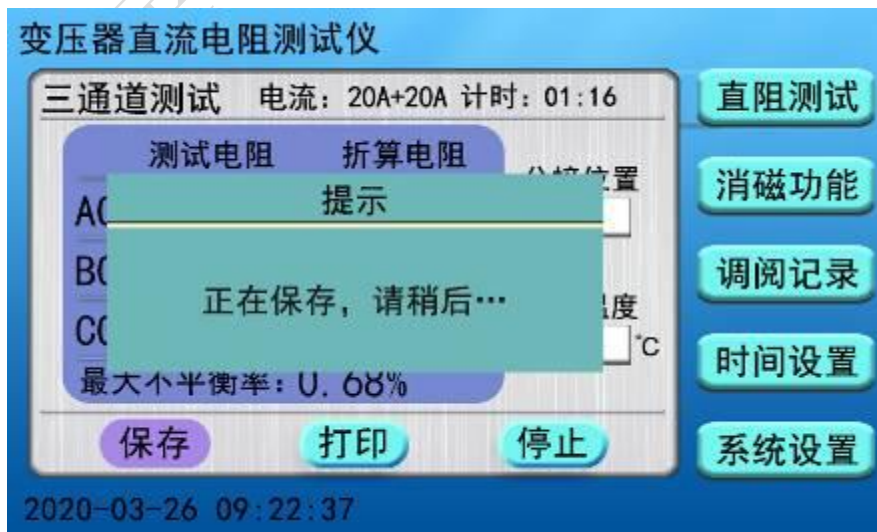 变压器直流电阻测试仪
三通道测试 电流：20A+20A 计时：01:16
直阻测试
测试电阻 折算电阻
消磁功能
提示
调阅记录
正在保存，请稍后…
℃
时间设置
最大不平衡率：0.68%
保存 打印 停止
系统设置
2020-03-26 09:22:37